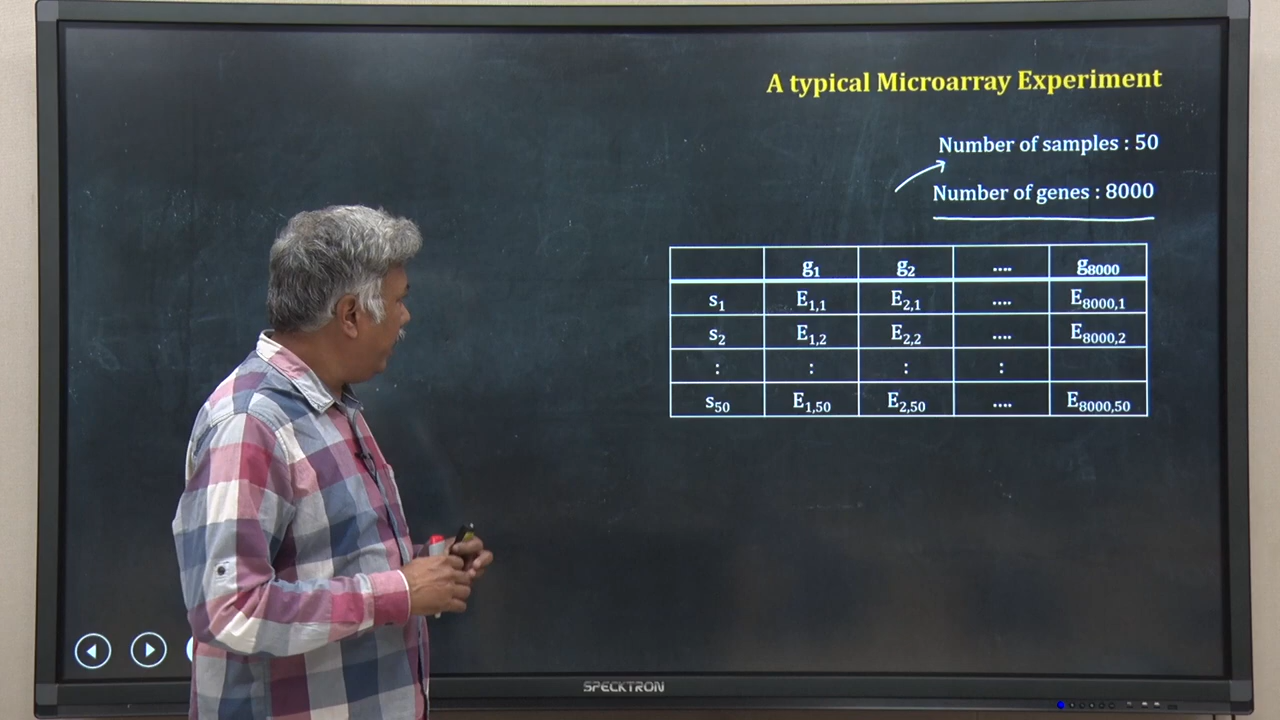 A typical Microarray Experiment
Number of samples : 50
Number of genes : 8000
g1 g2 .... g8000
s1 E1,1 E2,1 .... E8000,1
s2 E1,2 E2,2 .... E8000,2
: : : :
s50 E1,50 E2,50 .... E8000,50
SPECKTRON